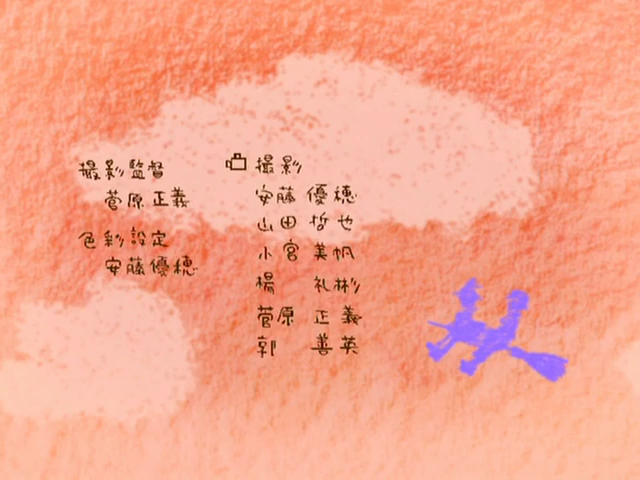 撮影監督
菅原正義
色彩設定
安藤優穂
撮影
安藤 優穂
山田 哲也
小宮 美帆
楊 礼彬
菅原 正義
郭 善英